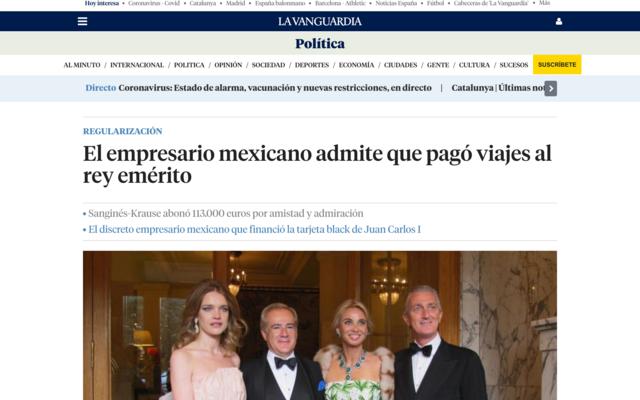 Hoy interesa • Coronavirus - Covid • Catalunya • Madrid • España balonmano • Barcelona - Athletic • Noticias España • Fútbol • Cabeceras de 'La Vanguardia' • Más
LA VANGUARDIA
Política
AL MINUTO / INTERNACIONAL / POLITICA / OPINIÓN / SOCIEDAD / DEPORTES / ECONOMÍA / CIUDADES / GENTE / CULTURA / SUCESOS SUSCRÍBETE
Directo Coronavirus: Estado de alarma, vacunación y nuevas restricciones, en directo | Catalunya | Últimas not
REGULARIZACIÓN
El empresario mexicano admite que pagó viajes al
rey emérito
• Sanginés-Krause abonó 113.000 euros por amistad y admiración
• El discreto empresario mexicano que financió la tarjeta black de Juan Carlos I